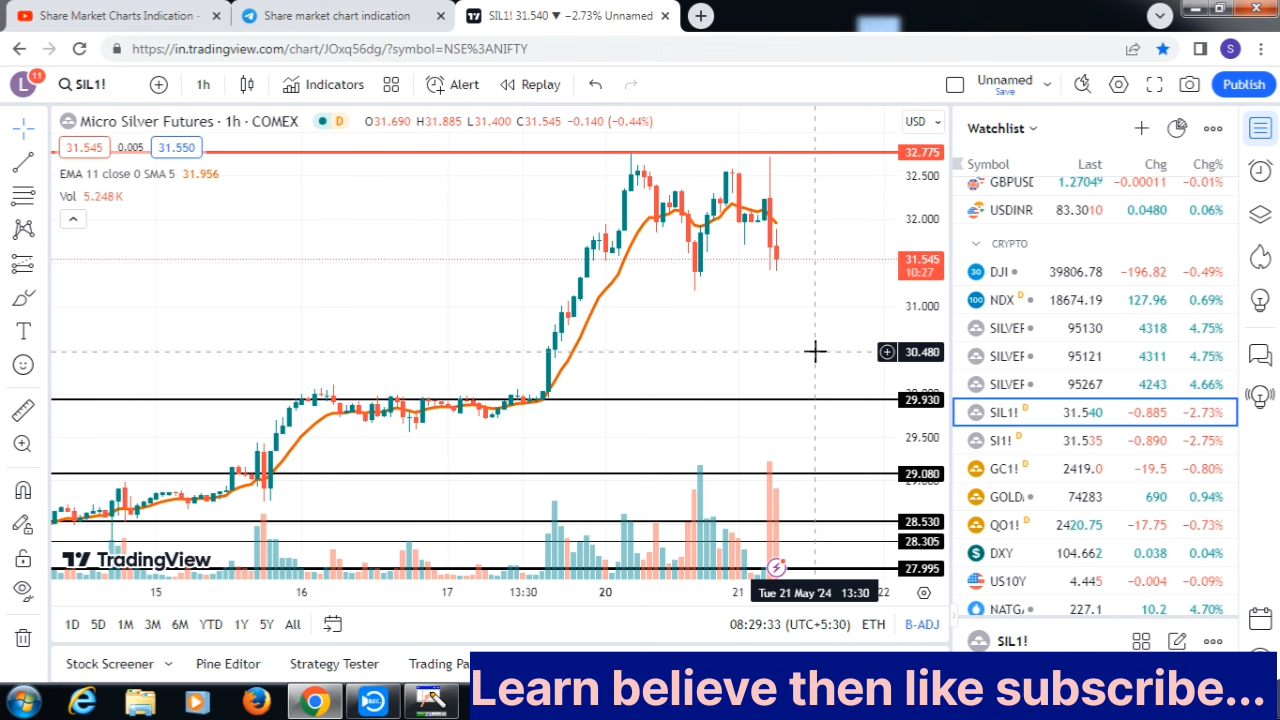 Share Market Charts Indication -
Share market chart indication
SIL1! 31.540 ▼ −2.73% Unnamed
https://in.tradingview.com/chart/JOxq56dg/?symbol=NSE%3ANIFTY
S
L 11
SIL1!
1h
Indicators
Alert
Replay
Unnamed
Save
Publish
Micro Silver Futures · 1h · COMEX
D
O31.690 H31.885 L31.400 C31.545 −0.140 (−0.44%)
31.545 0.005 31.550
EMA 11 close 0 SMA 5 31.956
Vol 5.248K
USD
32.775
32.500
32.000
31.545
10:27
31.000
30.480
29.930
29.500
29.080
28.530
28.305
27.995
TradingView
15 16 17 13:30 20 21 Tue 21 May '24 13:30 22
1D 5D 1M 3M 6M YTD 1Y 5Y All
08:29:33 (UTC+5:30) ETH B-ADJ
Stock Screener Pine Editor Strategy Tester Trading Pa
Watchlist
Symbol Last Chg Chg%
GBPUSD 1.27049 −0.00011 −0.01%
USDINR 83.3010 0.0480 0.06%
CRYPTO
30 DJI 39806.78 −196.82 −0.49%
100 NDX D 18674.19 127.96 0.69%
SILVER 95130 4318 4.75%
SILVER 95121 4311 4.75%
SILVER 95267 4243 4.66%
SIL1! D 31.540 −0.885 −2.73%
SI1! D 31.535 −0.890 −2.75%
GC1! D 2419.0 −19.5 −0.80%
GOLD 74283 690 0.94%
QO1! D 2420.75 −17.75 −0.73%
DXY 104.662 0.038 0.04%
US10Y 4.445 −0.004 −0.09%
NATGA 227.1 10.2 4.70%
SIL1!
REC
Learn believe then like subscribe...